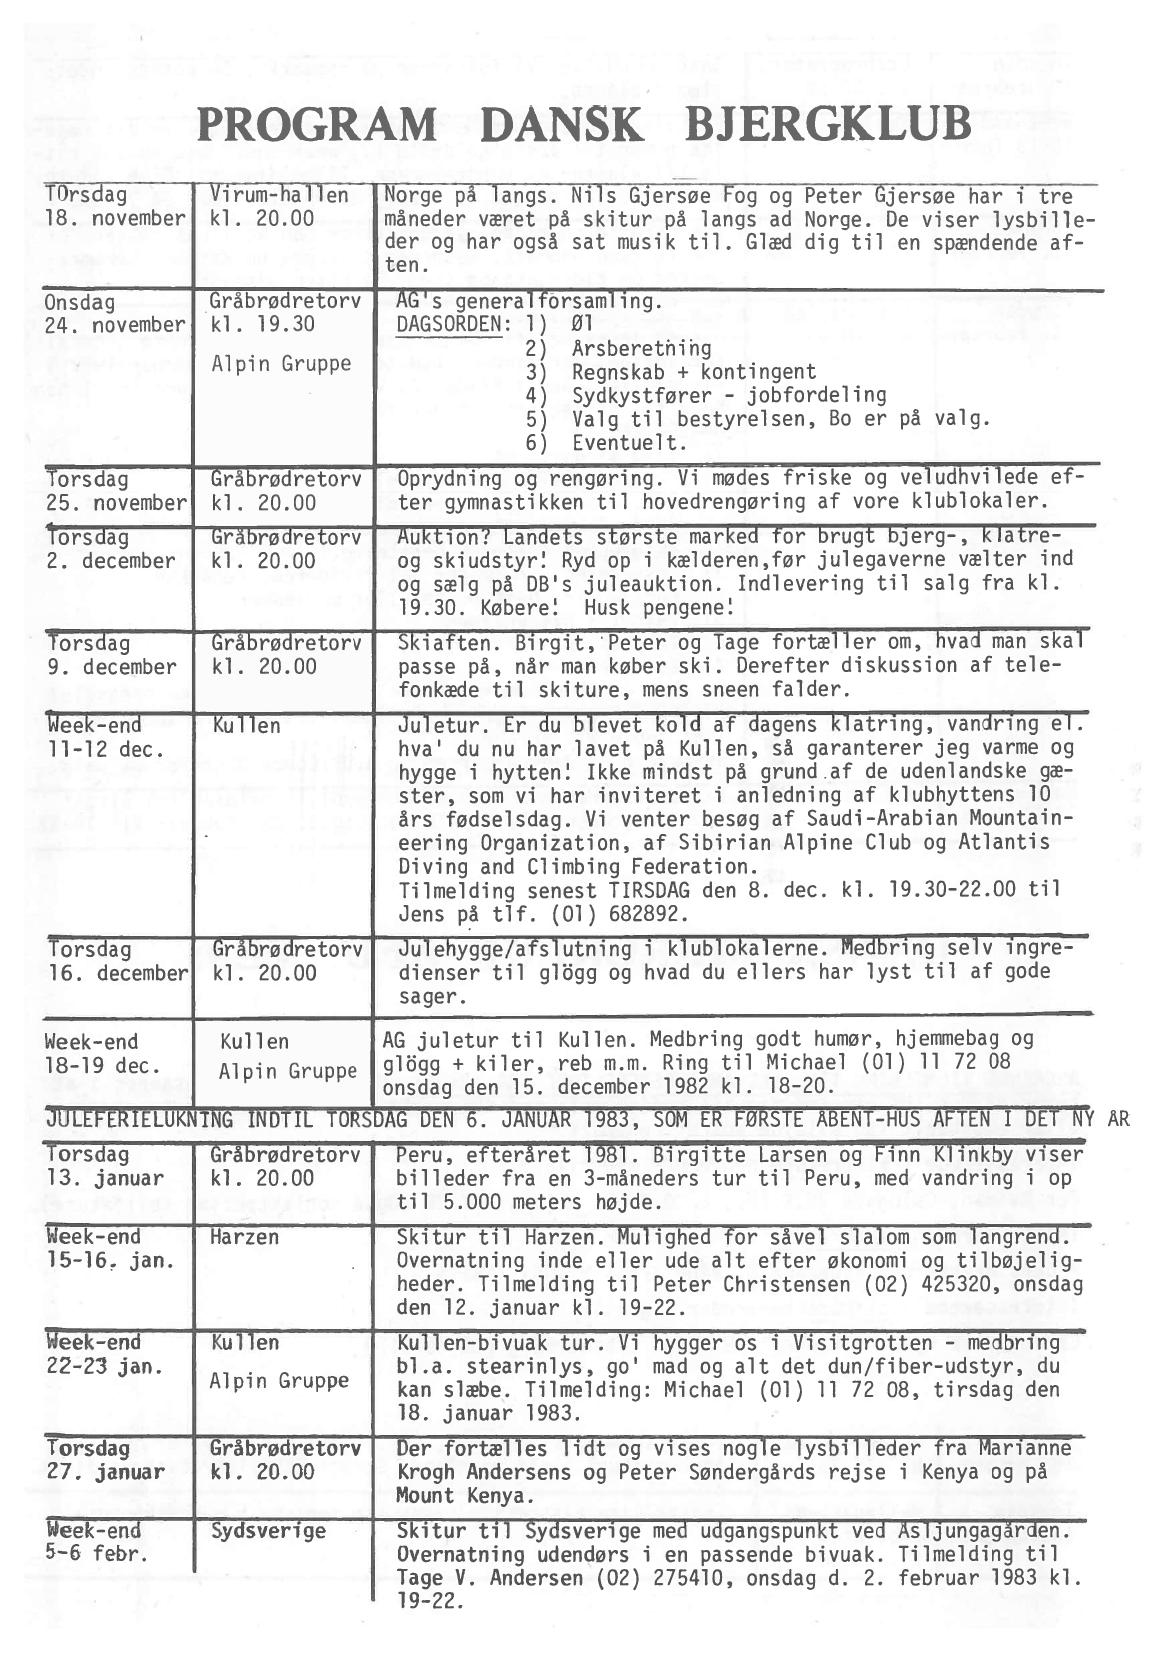 PROGRAM DANSK BJERGKLUB
Torsdag
18. november
Virum-hallen
kl. 20.00
Norge på langs. Nils Gjersøe Fog og Peter Gjersøe har i tre
måneder været på skitur på langs ad Norge. De viser lysbille-
der og har også sat musik til. Glæd dig til en spændende af-
ten.
Onsdag
24. november
Gråbrødretorv
kl. 19.30
Alpin Gruppe
AG's generalforsamling.
DAGSORDEN: 1) Øl
2) Årsberetning
3) Regnskab + kontingent
4) Sydkystfører - jobfordeling
5) Valg til bestyrelsen, Bo er på valg.
6) Eventuelt.
Torsdag
25. november
Gråbrødretorv
kl. 20.00
Oprydning og rengøring. Vi mødes friske og veludhvilede ef-
ter gymnastikken til hovedrengøring af vore klublokaler.
Torsdag
2. december
Gråbrødretorv
kl. 20.00
Auktion? Landets største marked for brugt bjerg-, klatre-
og skiudstyr! Ryd op i kælderen,før julegaverne vælter ind
og sælg på DB's juleauktion. Indlevering til salg fra kl.
19.30. Købere! Husk pengene!
Torsdag
9. december
Gråbrødretorv
kl. 20.00
Skiaften. Birgit, Peter og Tage fortæller om, hvad man skal
passe på, når man køber ski. Derefter diskussion af tele-
fonkæde til skiture, mens sneen falder.
Week-end
11-12 dec.
Kullen
Juletur. Er du blevet kold af dagens klatring, vandring el.
hva' du nu har lavet på Kullen, så garanterer jeg varme og
hygge i hytten! Ikke mindst på grund af de udenlandske gæ-
ster, som vi har inviteret i anledning af klubhyttens 10
års fødselsdag. Vi venter besøg af Saudi-Arabian Mountain-
eering Organization, af Sibirian Alpine Club og Atlantis
Diving and Climbing Federation.
Tilmelding senest TIRSDAG den 8. dec. kl. 19.30-22.00 til
Jens på tlf. (01) 682892.
Torsdag
16. december
Gråbrødretorv
kl. 20.00
Julehygge/afslutning i klublokalerne. Medbring selv ingre-
dienser til glögg og hvad du ellers har lyst til af gode
sager.
Week-end
18-19 dec.
Kullen
Alpin Gruppe
AG juletur til Kullen. Medbring godt humør, hjemmebag og
glögg + kiler, reb m.m. Ring til Michael (01) 11 72 08
onsdag den 15. december 1982 kl. 18-20.
JULEFERIELUKNING INDTIL TORSDAG DEN 6. JANUAR 1983, SOM ER FØRSTE ÅBENT-HUS AFTEN I DET NY ÅR
Torsdag
13. januar
Gråbrødretorv
kl. 20.00
Peru, efteråret 1981. Birgitte Larsen og Finn Klinkby viser
billeder fra en 3-måneders tur til Peru, med vandring i op
til 5.000 meters højde.
Week-end
15-16. jan.
Harzen
Skitur til Harzen. Mulighed for såvel slalom som langrend.
Overnatning inde eller ude alt efter økonomi og tilbøjelig-
heder. Tilmelding til Peter Christensen (02) 425320, onsdag
den 12. januar kl. 19-22.
Week-end
22-23 jan.
Kullen
Alpin Gruppe
Kullen-bivuak tur. Vi hygger os i Visitgrotten - medbring
bl.a. stearinlys, go' mad og alt det dun/fiber-udstyr, du
kan slæbe. Tilmelding: Michael (01) 11 72 08, tirsdag den
18. januar 1983.
Torsdag
27. januar
Gråbrødretorv
kl. 20.00
Der fortælles lidt og vises nogle lysbilleder fra Marianne
Krogh Andersens og Peter Søndergårds rejse i Kenya og på
Mount Kenya.
Week-end
5-6 febr.
Sydsverige
Skitur til Sydsverige med udgangspunkt ved Asljungagården.
Overnatning udendørs i en passende bivuak. Tilmelding til
Tage V. Andersen (02) 275410, onsdag d. 2. februar 1983 kl.
19-22.